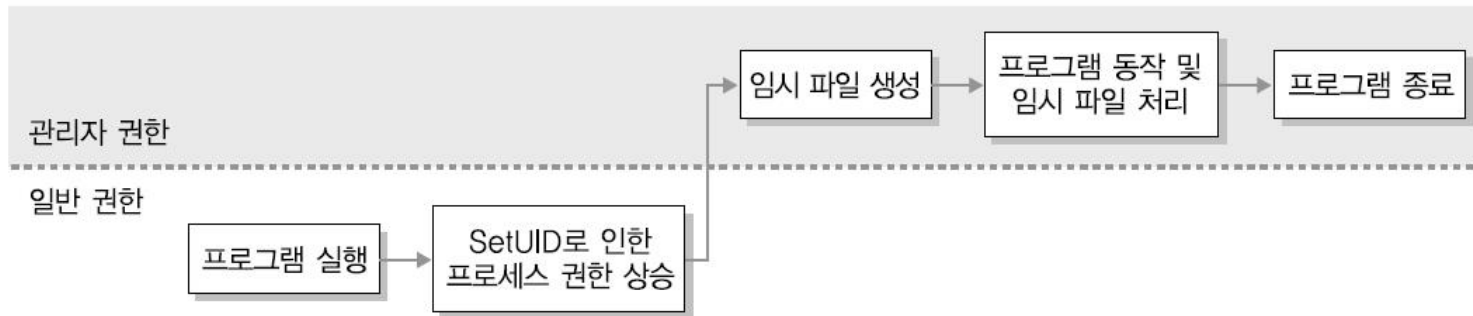 임시 파일 생성
프로그램 동작 및
임시 파일 처리
프로그램 종료
관리자 권한
일반 권한
프로그램 실행
SetUID로 인한
프로세스 권한 상승